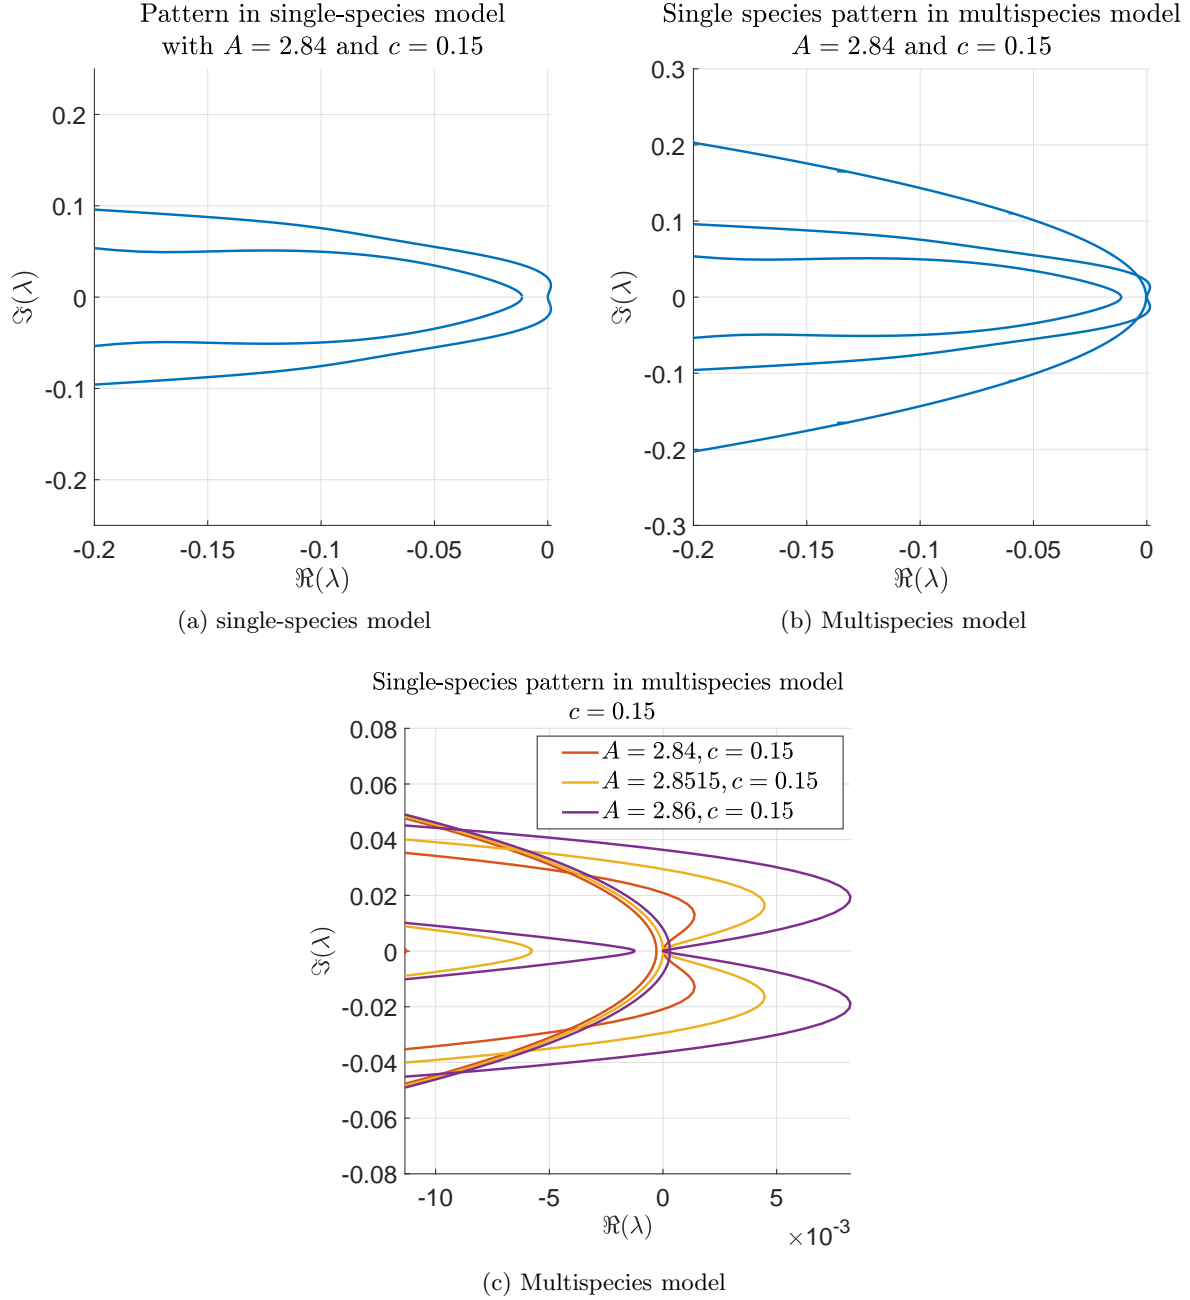 Pattern in single-species model
with A = 2.84 and c = 0.15
0.2
0.1
0
-0.1
-0.2
ℑ(λ)
-0.2
-0.15
-0.1
-0.05
0
ℜ(λ)
(a) single-species model
Single species pattern in multispecies model
A = 2.84 and c = 0.15
0.3
0.2
0.1
0
-0.1
-0.2
-0.3
ℑ(λ)
-0.2
-0.15
-0.1
-0.05
0
ℜ(λ)
(b) Multispecies model
Single-species pattern in multispecies model
c = 0.15
A = 2.84, c = 0.15
A = 2.8515, c = 0.15
A = 2.86, c = 0.15
0.08
0.06
0.04
0.02
0
-0.02
-0.04
-0.06
-0.08
ℑ(λ)
-10
-5
0
5
×10⁻³
ℜ(λ)
(c) Multispecies model